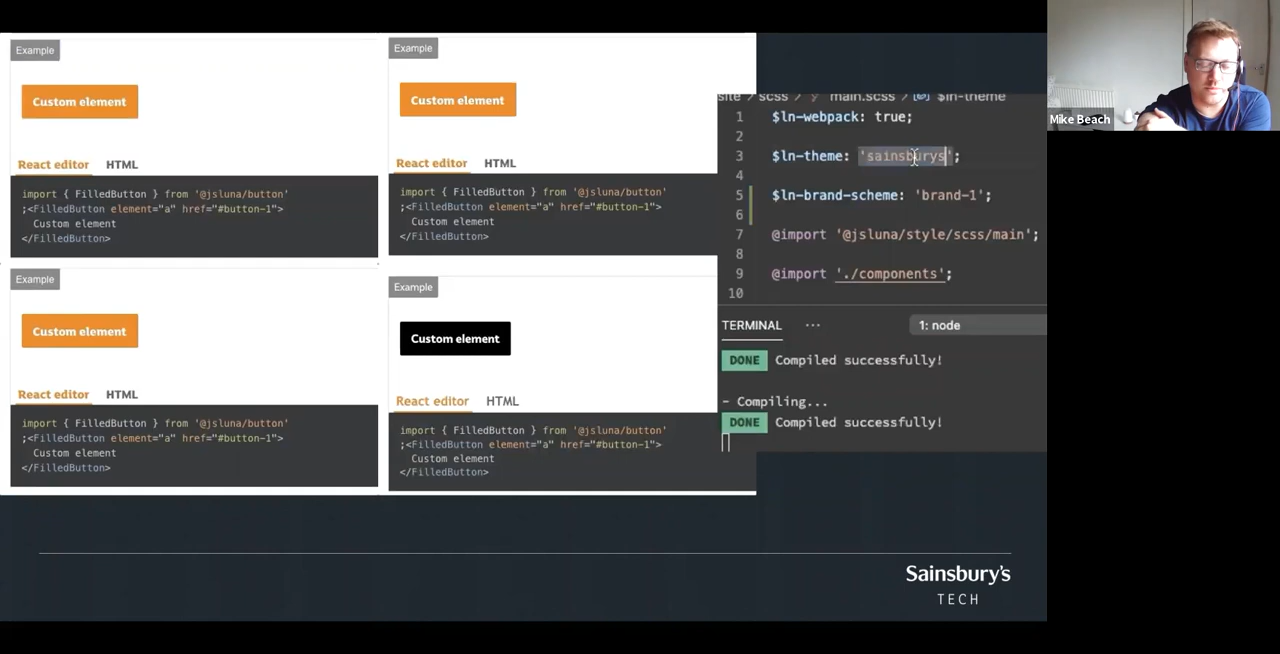 Example
Custom element
React editor HTML
import { FilledButton } from '@jsluna/button'
;<FilledButton element="a" href="#button-1">
Custom element
</FilledButton>
Example
Custom element
React editor HTML
import { FilledButton } from '@jsluna/button'
;<FilledButton element="a" href="#button-1">
Custom element
</FilledButton>
Example
Custom element
React editor HTML
import { FilledButton } from '@jsluna/button'
;<FilledButton element="a" href="#button-1">
Custom element
</FilledButton>
Example
Custom element
React editor HTML
import { FilledButton } from '@jsluna/button'
;<FilledButton element="a" href="#button-1">
Custom element
</FilledButton>
site / scss / main.scss / $ln-theme
1 $ln-webpack: true;
2
3 $ln-theme: 'sainsburys';
4
5 $ln-brand-scheme: 'brand-1';
6
7 @import '@jsluna/style/scss/main';
8
9 @import './components';
10
TERMINAL ··· 1: node
DONE Compiled successfully!
- Compiling...
DONE Compiled successfully!
Mike Beach
Sainsbury's
TECH